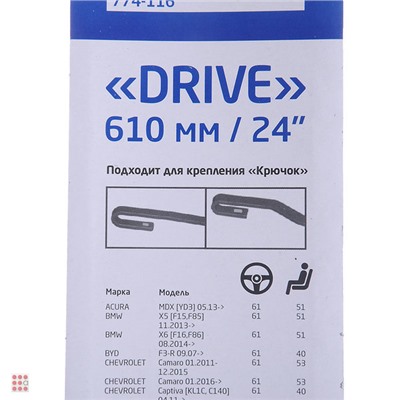 774-116
«DRIVE»
610 мм / 24”
Подходит для крепления «Крючок»
Марка Модель
ACURA MDX [YD3] 05.13-> 61 51
BMW X5 [F15,F85] 61 51
11.2013->
BMW X6 [F16,F86] 61 51
08.2014->
BYD F3-R 09.07-> 61 40
CHEVROLET Camaro 01.2011- 61 53
12.2015
CHEVROLET Camaro 01.2016-> 61 53
CHEVROLET Captiva [KL1C, C140] 61 40
04.11->